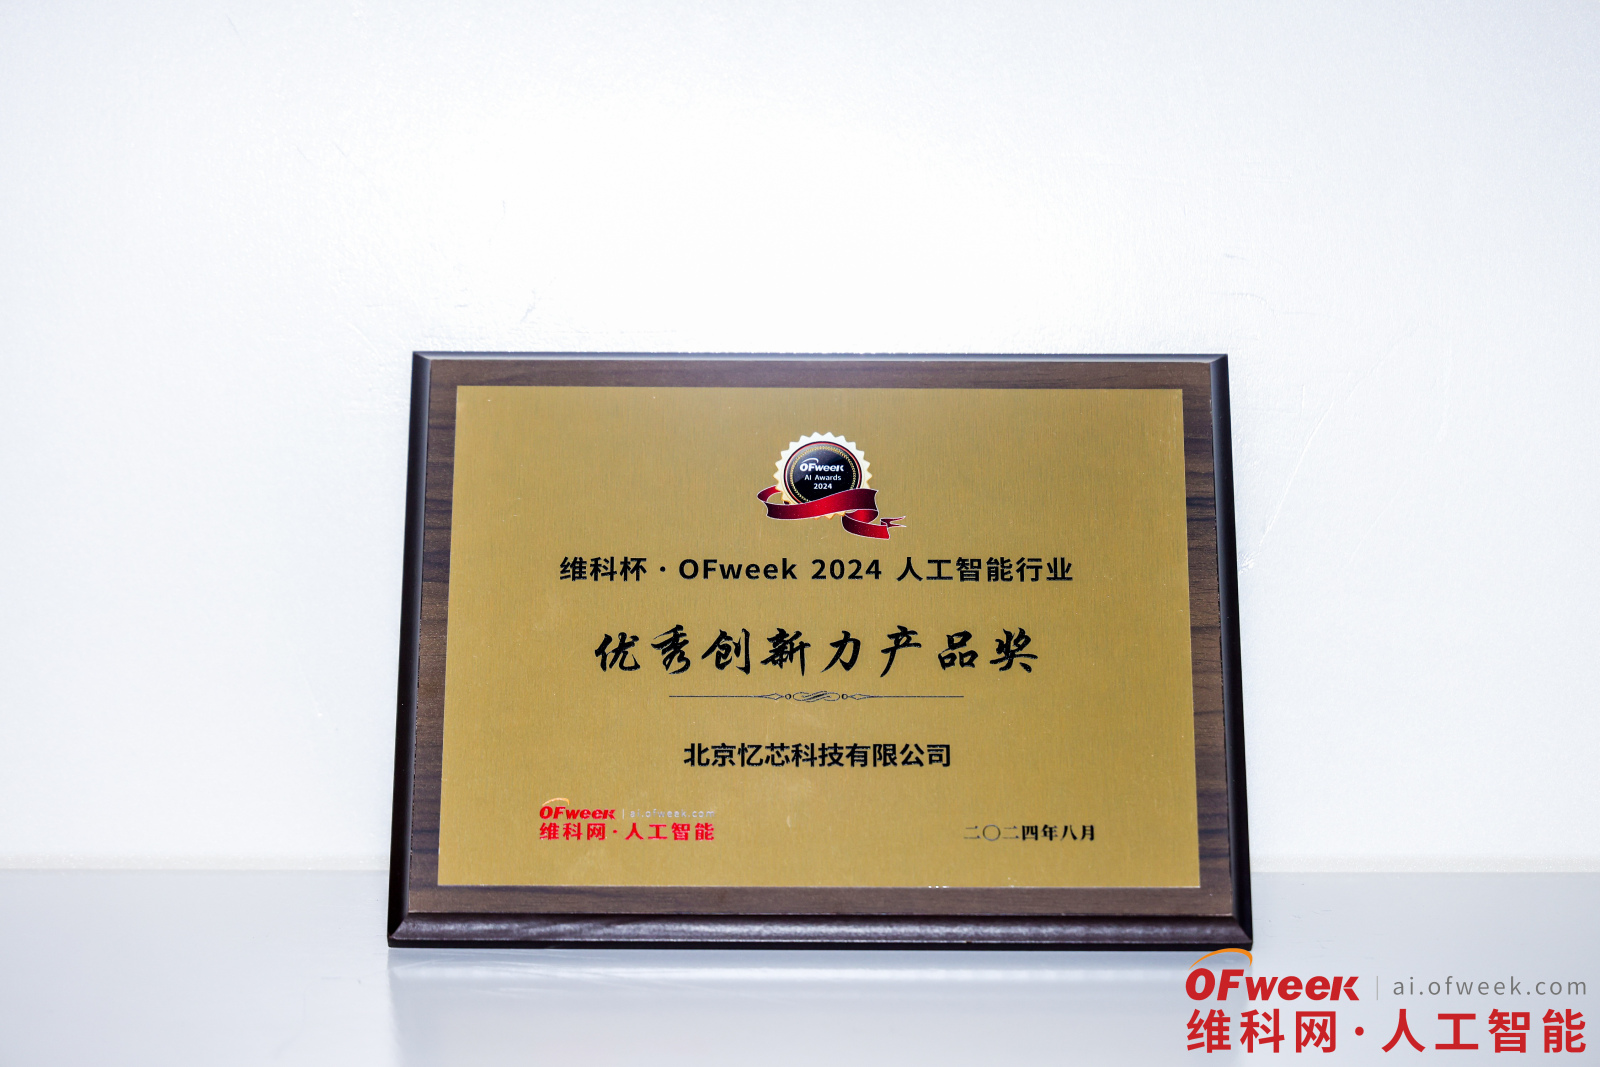 OFweek
AI Awards
2024
维科杯·OFweek 2024 人工智能行业
优秀创新力产品奖
北京忆芯科技有限公司
OFweek | ai.ofweek.com
维科网·人工智能
二〇二四年八月
OFweek | ai.ofweek.com
维科网·人工智能